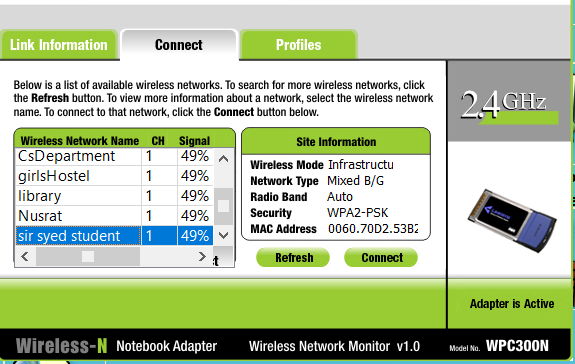 Link Information
Connect
Profiles
Below is a list of available wireless networks. To search for more wireless networks, click
the Refresh button. To view more information about a network, select the wireless network
name. To connect to that network, click the Connect button below.
2.4GHz
Wireless Network Name CH Signal
CsDepartment 1 49%
girlsHostel 1 49%
library 1 49%
Nusrat 1 49%
sir syed student 1 49%
Site Information
Wireless Mode Infrastructu
Network Type Mixed B/G
Radio Band Auto
Security WPA2-PSK
MAC Address 0060.70D2.53B2
Refresh
Connect
Adapter is Active
Wireless-N Notebook Adapter Wireless Network Monitor v1.0 Model No. WPC300N